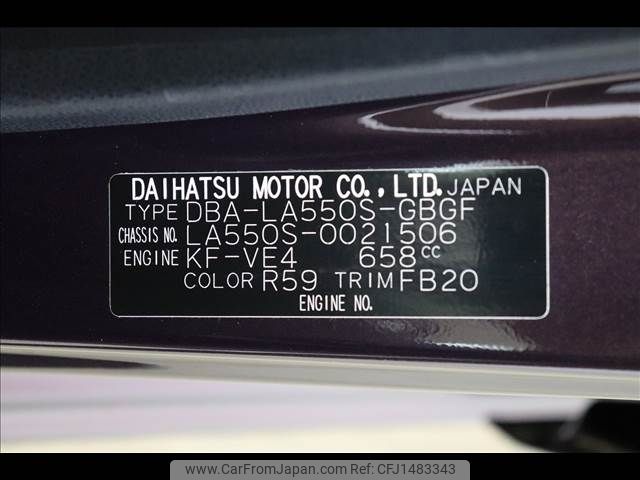 DAIHATSU MOTOR CO.,LTD.JAPAN
TYPE DBA-LA550S-GBGF
CHASSIS NO. LA550S-0021506
ENGINE KF-VE4 658cc
COLOR R59 TRIM FB20
ENGINE NO.
www.CarFromJapan.com | CFJ1483343